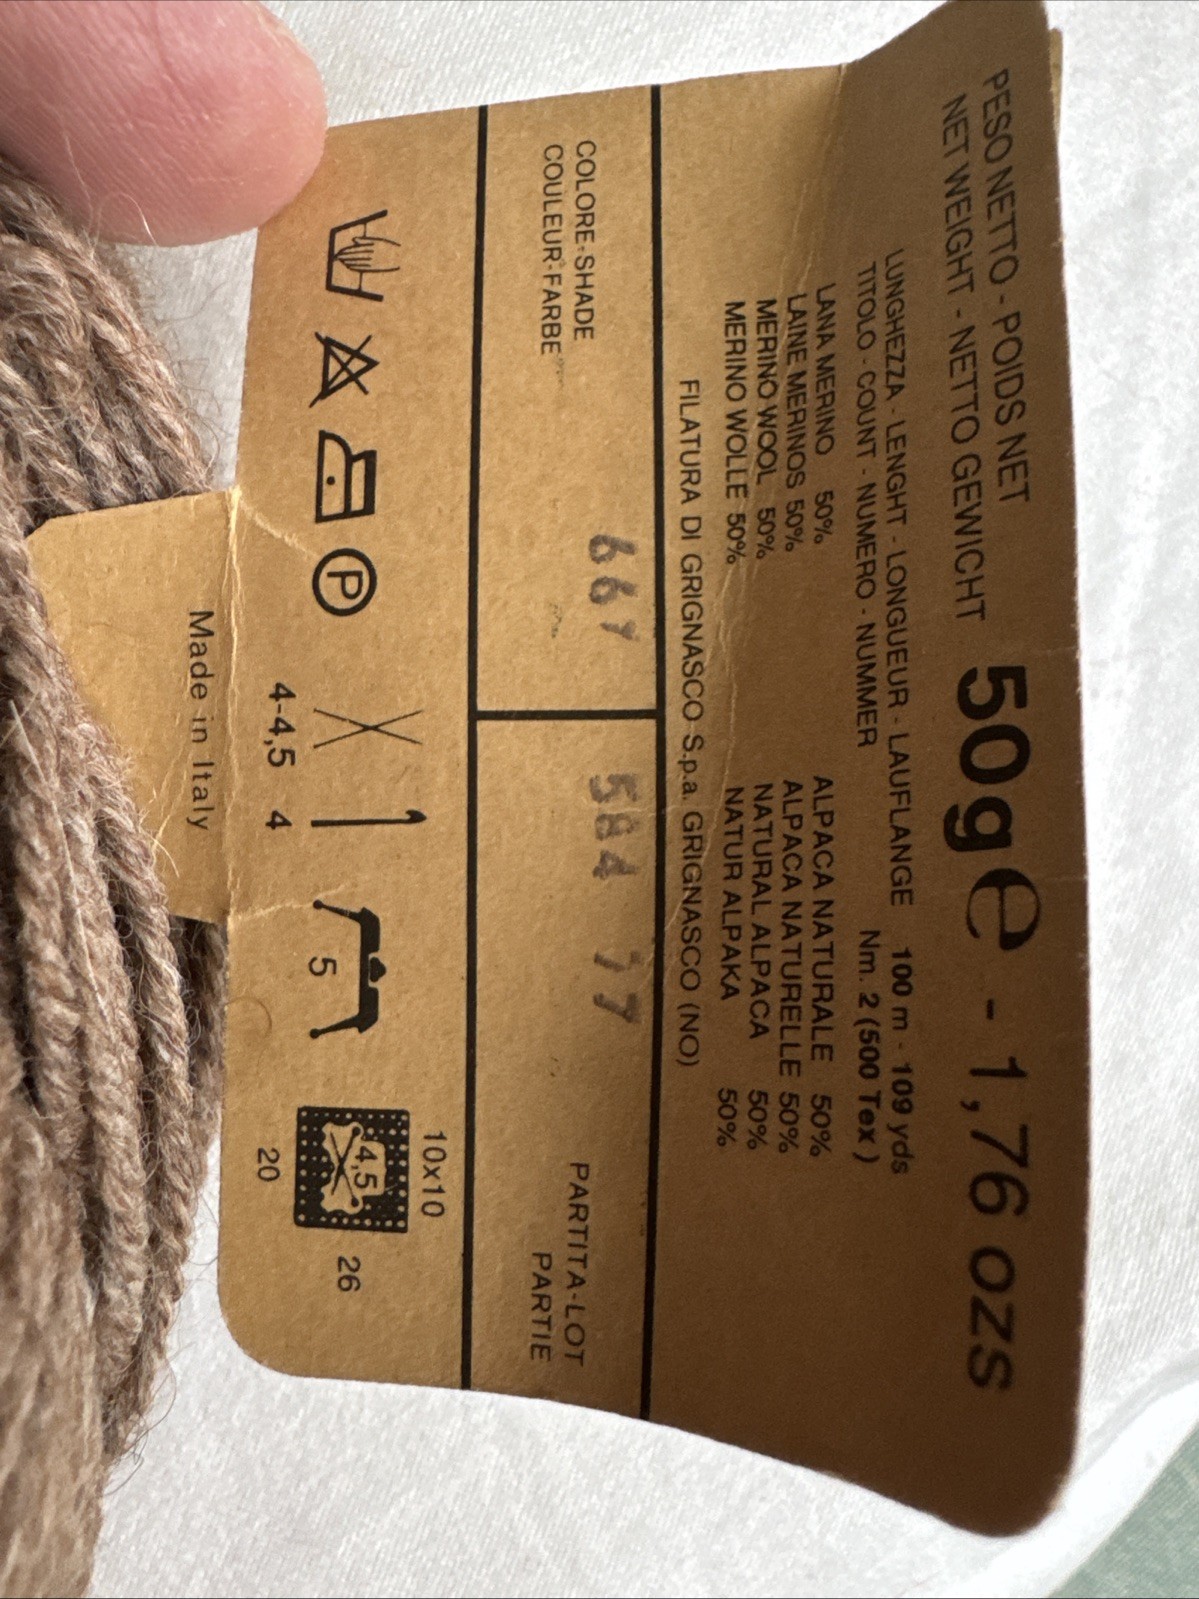 PESO NETTO - POIDS NET
NET WEIGHT - NETTO GEWICHT 50g e - 1,76 ozs
LUNGHEZZA - LENGHT - LONGUEUR - LAUFLANGE 100 m - 109 yds
TITOLO - COUNT - NUMERO - NUMMER Nm. 2 (500 Tex)
LANA MERINO 50% ALPACA NATURALE 50%
LAINE MERINOS 50% ALPACA NATURELLE 50%
MERINO WOOL 50% NATURAL ALPACA 50%
MERINO WOLLE 50% NATUR ALPAKA 50%
FILATURA DI GRIGNASCO S.p.a. GRIGNASCO (NO)
COLORE-SHADE PARTITA-LOT
COULEUR-FARBE PARTIE
10x10
P 5 4,5 26
4-4,5 4 20
Made in Italy